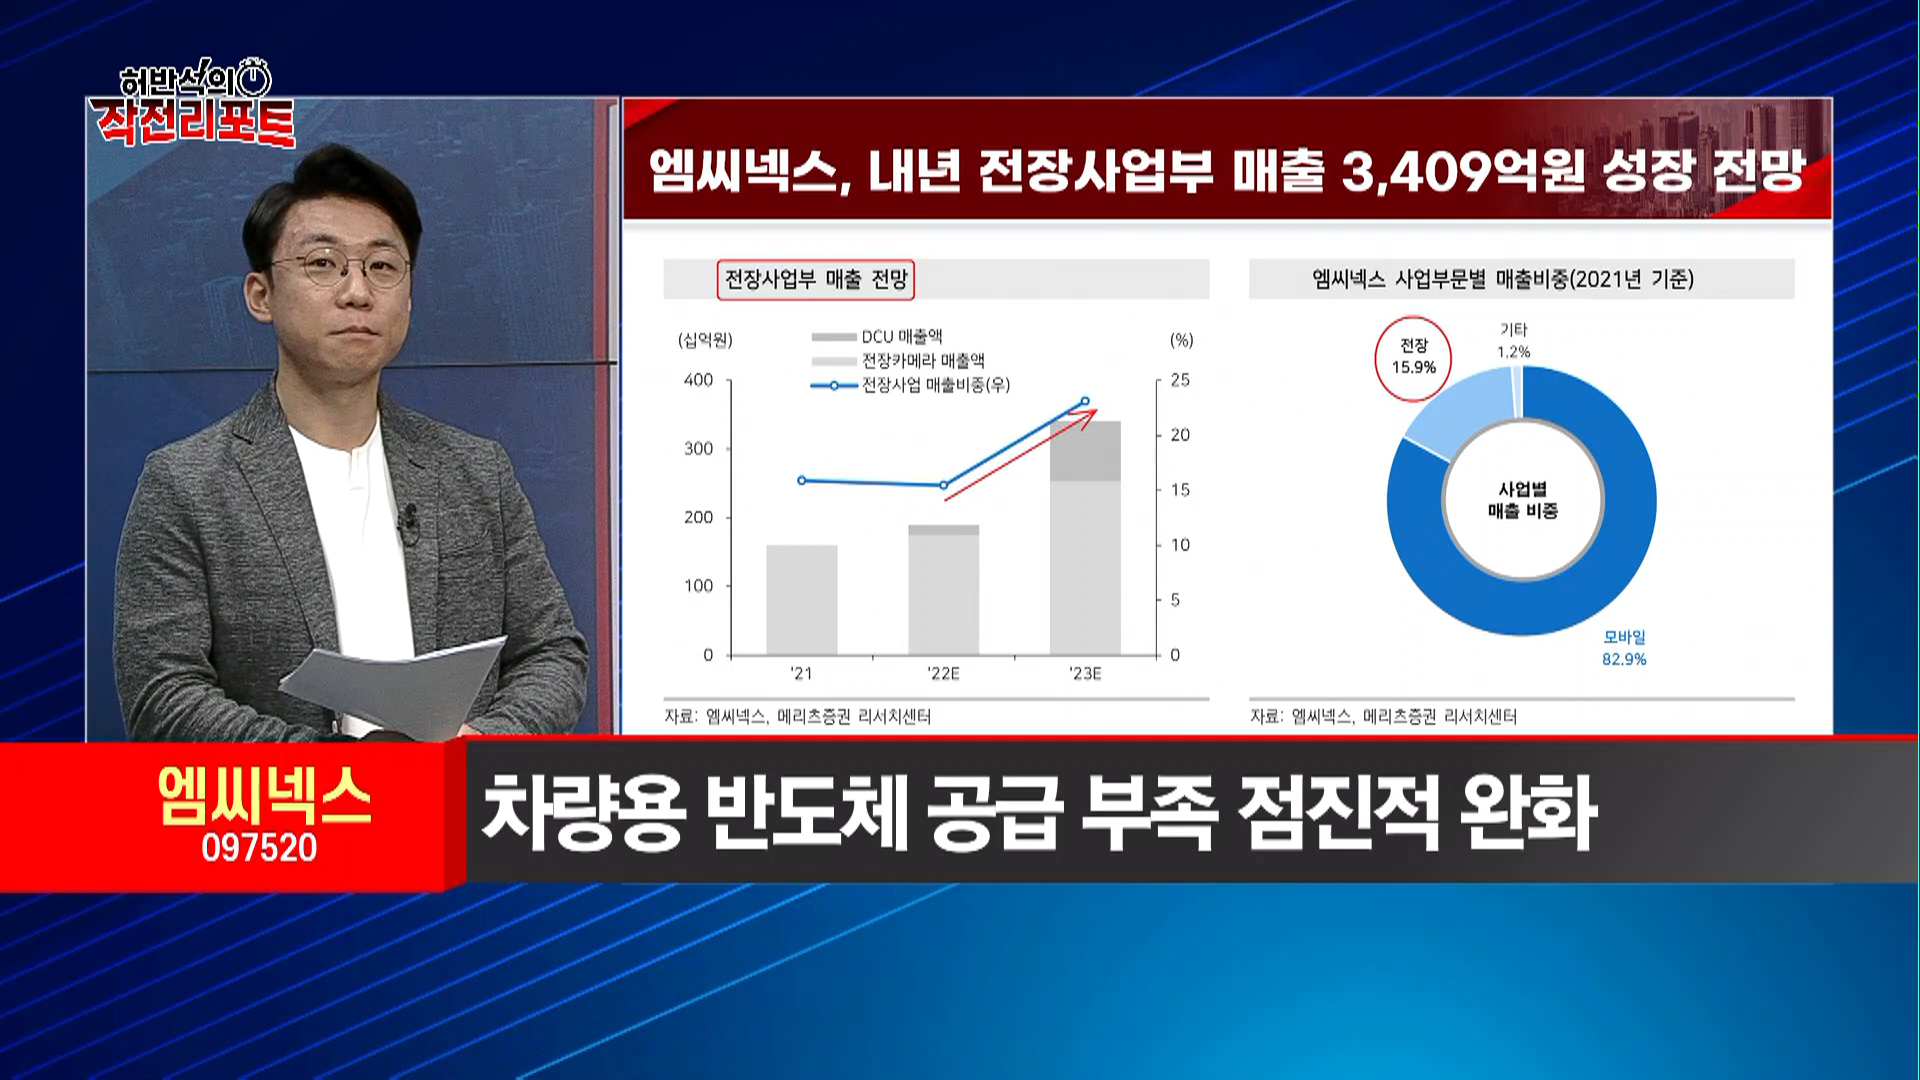 허반석의
작전리포트
엠씨넥스, 내년 전장사업부 매출 3,409억원 성장 전망
전장사업부 매출 전망
(십억원)
(%)
DCU 매출액
전장카메라 매출액
전장사업 매출비중(우)
400
300
200
100
0
25
20
15
10
5
0
'21
'22E
'23E
자료: 엠씨넥스, 메리츠증권 리서치센터
엠씨넥스 사업부문별 매출비중(2021년 기준)
전장
15.9%
기타
1.2%
사업별
매출 비중
모바일
82.9%
자료: 엠씨넥스, 메리츠증권 리서치센터
엠씨넥스
097520
차량용 반도체 공급 부족 점진적 완화